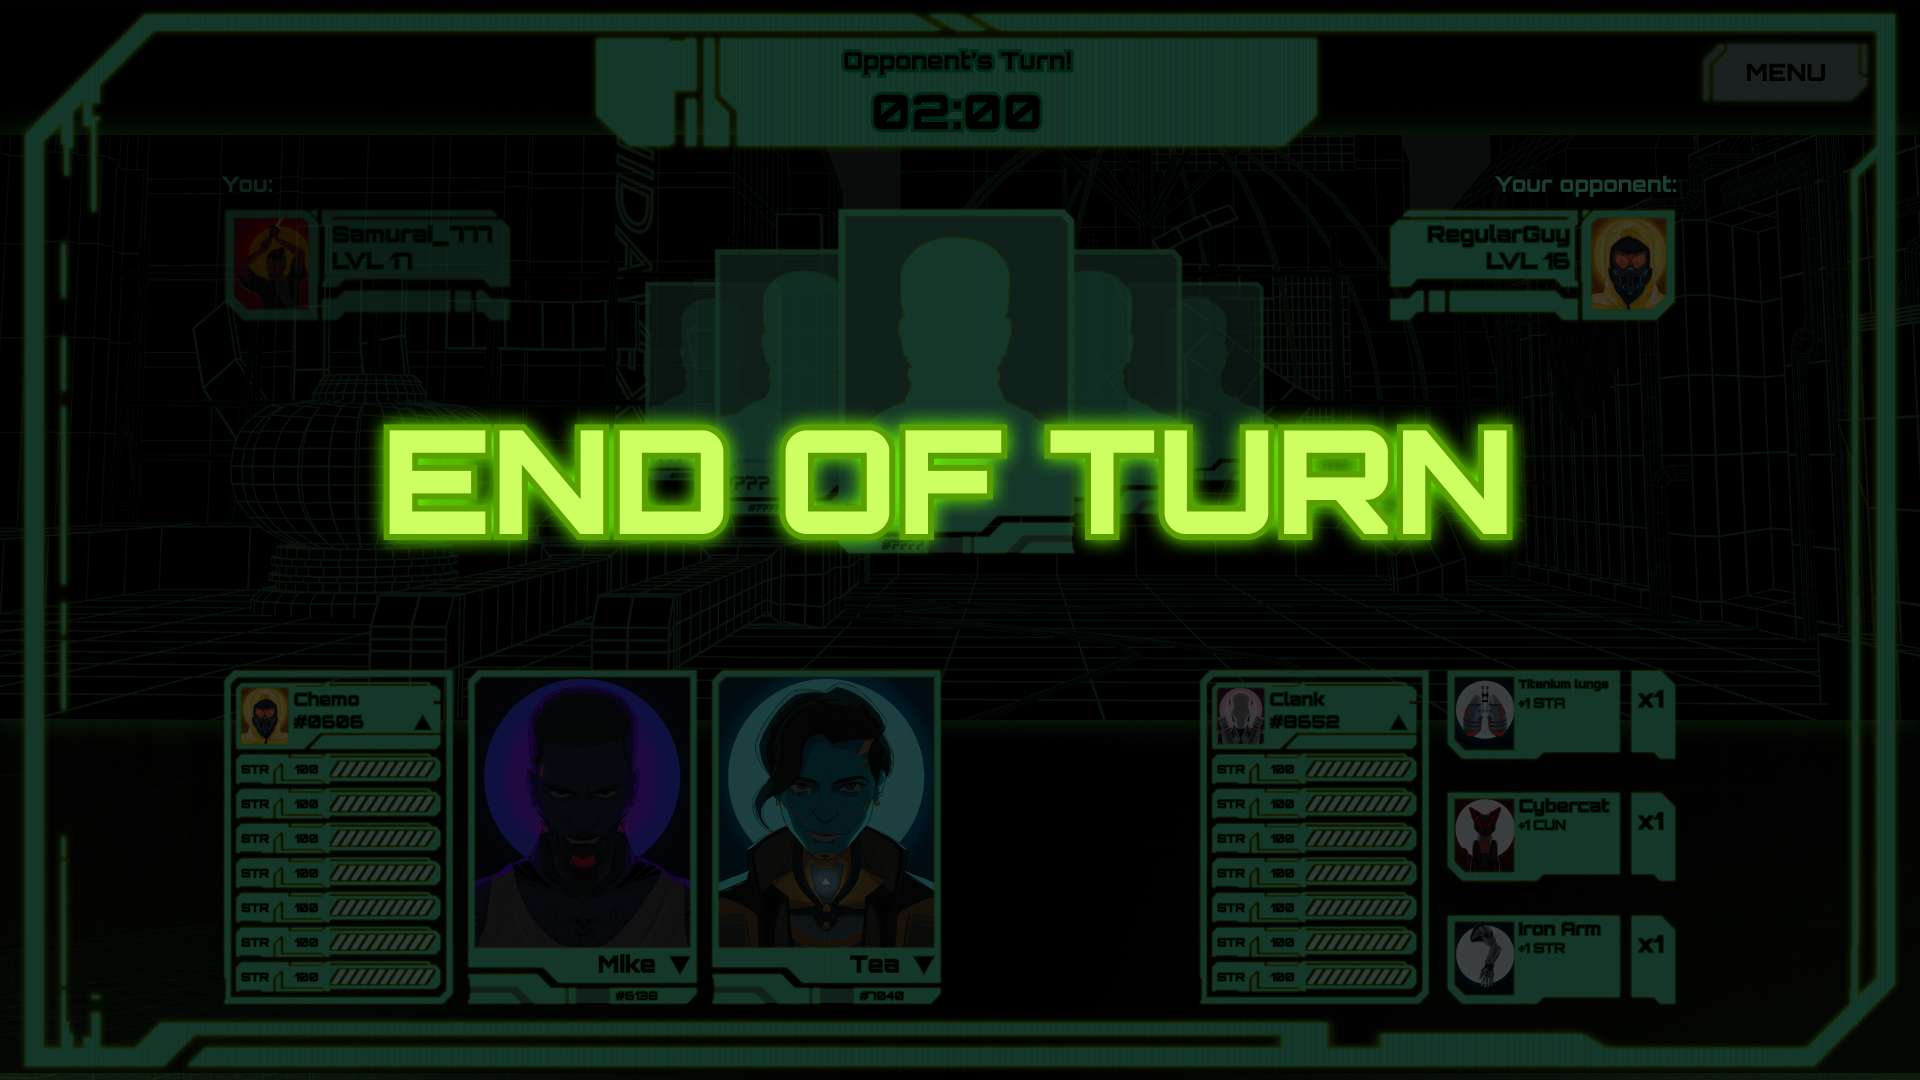 Opponent's Turn!
02:00
MENU
You:
Samurai_777
LVL 17
Your opponent:
RegularGuy
LVL 16
END OF TURN
Chemo
#0606
STR 100
STR 100
STR 100
STR 100
STR 100
STR 100
STR 100
Mike
#6138
Tea
#7040
Clank
#8652
STR 100
STR 100
STR 100
STR 100
STR 100
STR 100
STR 100
Titanium lungs
+1 STR
x1
Cybercat
+1 CUN
x1
Iron Arm
+1 STR
x1